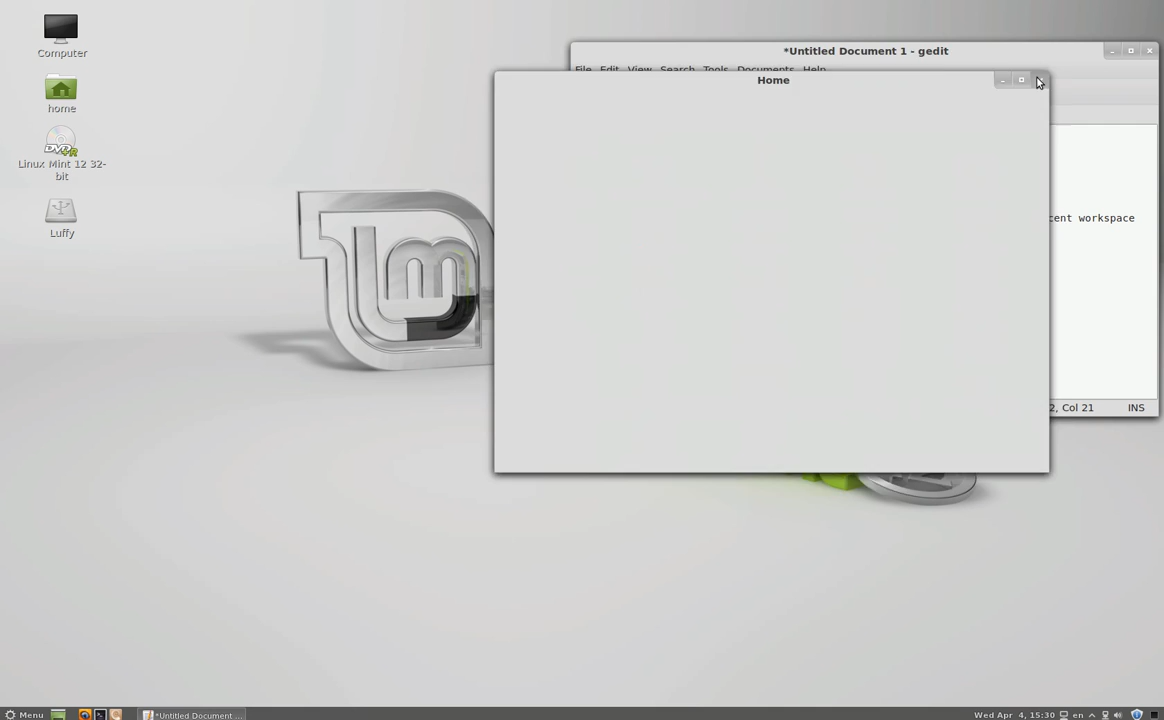 Computer
home
Linux Mint 12 32-
bit
Luffy
*Untitled Document 1 - gedit
File Edit View Search Tools Documents Help
Home
cent workspace
2, Col 21 INS
Menu
*Untitled Document ...
Wed Apr 4, 15:30 en